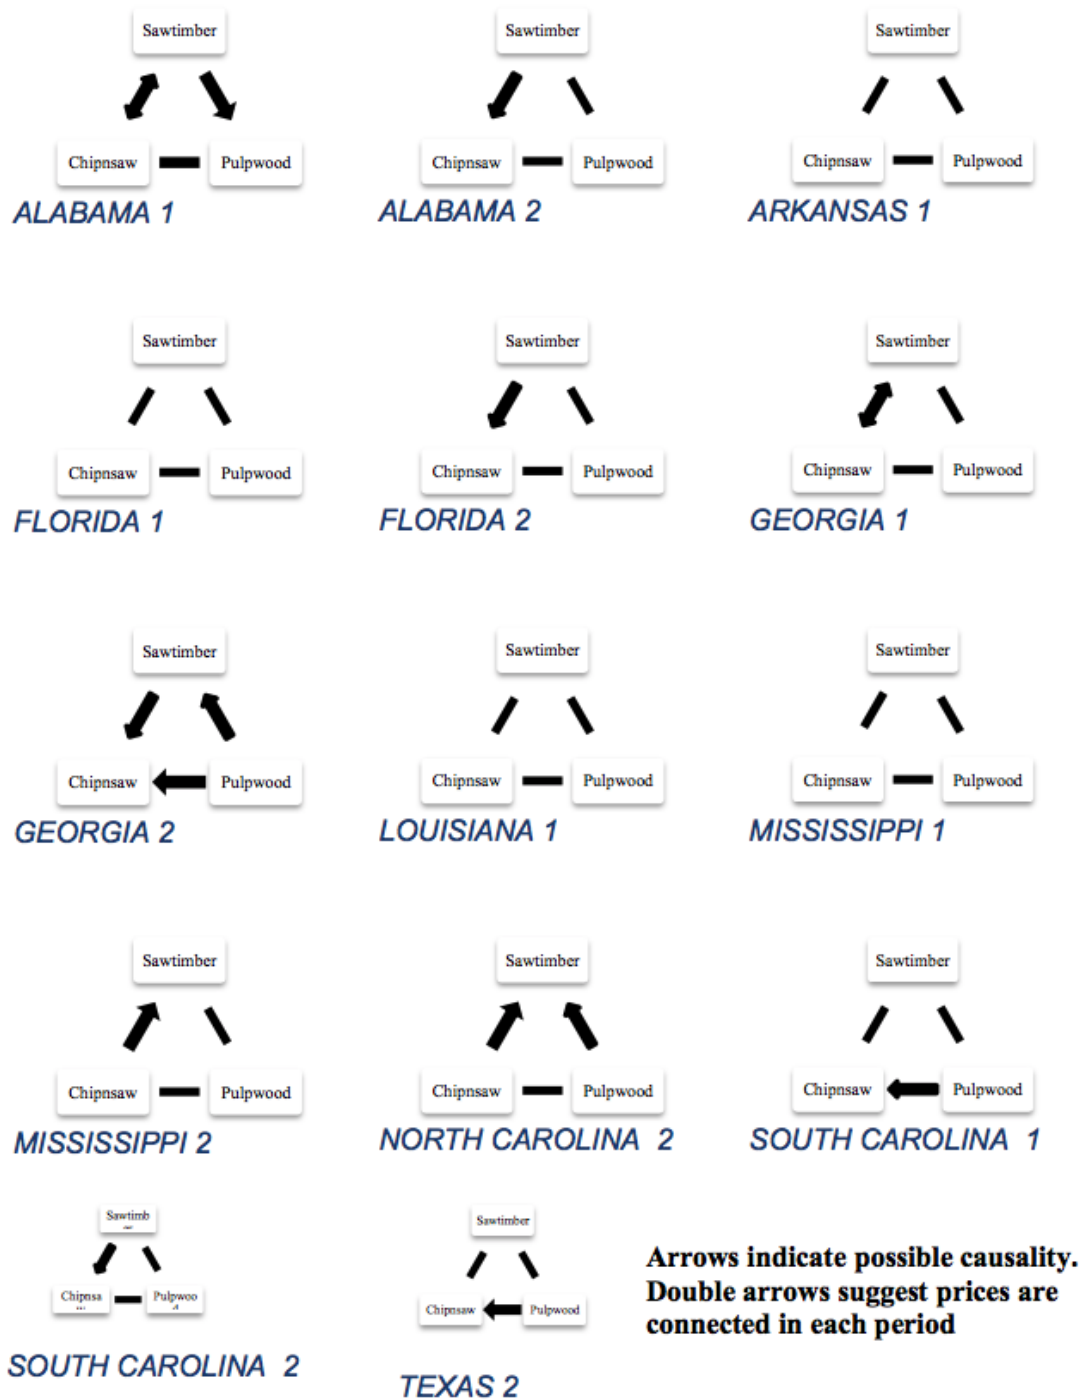 Sawtimber
Chipnsaw Pulpwood
ALABAMA 1
Sawtimber
Chipnsaw Pulpwood
ALABAMA 2
Sawtimber
Chipnsaw Pulpwood
ARKANSAS 1
Sawtimber
Chipnsaw Pulpwood
FLORIDA 1
Sawtimber
Chipnsaw Pulpwood
FLORIDA 2
Sawtimber
Chipnsaw Pulpwood
GEORGIA 1
Sawtimber
Chipnsaw Pulpwood
GEORGIA 2
Sawtimber
Chipnsaw Pulpwood
LOUISIANA 1
Sawtimber
Chipnsaw Pulpwood
MISSISSIPPI 1
Sawtimber
Chipnsaw Pulpwood
MISSISSIPPI 2
Sawtimber
Chipnsaw Pulpwood
NORTH CAROLINA 2
Sawtimber
Chipnsaw Pulpwood
SOUTH CAROLINA 1
Sawtimb
Chipnsa Pulpwoo
SOUTH CAROLINA 2
Sawtimber
Chipnsaw Pulpwood
TEXAS 2
Arrows indicate possible causality.
Double arrows suggest prices are
connected in each period